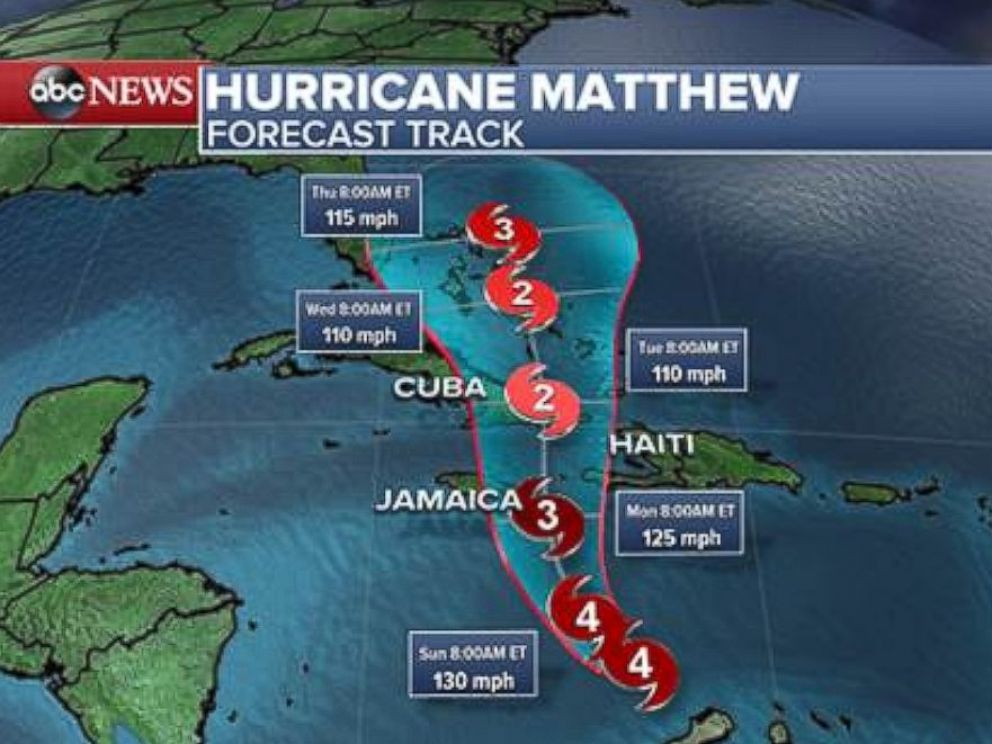 abc NEWS
HURRICANE MATTHEW
FORECAST TRACK
Thu 8:00AM ET
115 mph
3
2
Wed 8:00AM ET
110 mph
Tue 8:00AM ET
110 mph
CUBA
2
HAITI
JAMAICA
3
Mon 8:00AM ET
125 mph
4
4
Sun 8:00AM ET
130 mph